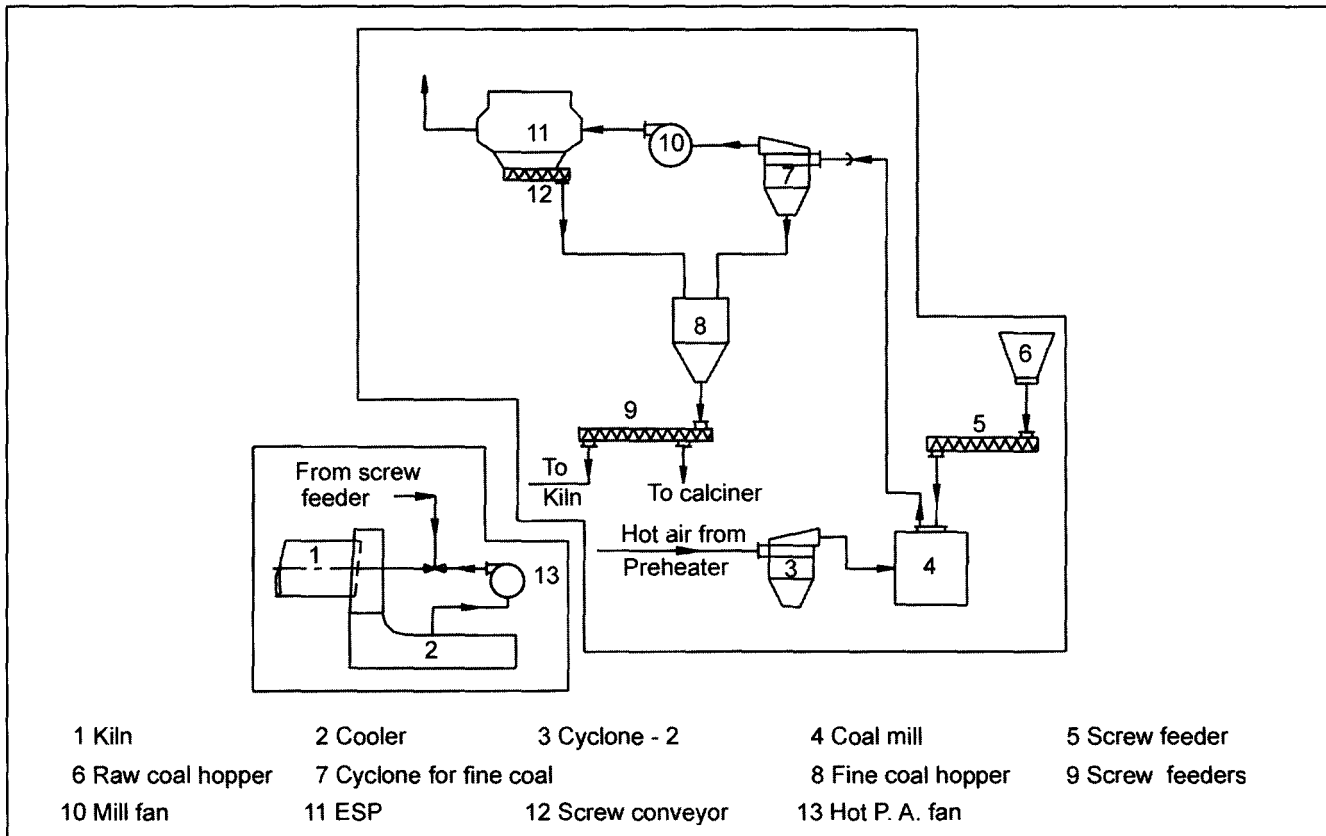 11
10
7
12
8
6
9
5
To
Kiln
To calciner
From screw
feeder
Hot air from
Preheater
1
13
3
4
2
1 Kiln 2 Cooler 3 Cyclone - 2 4 Coal mill 5 Screw feeder
6 Raw coal hopper 7 Cyclone for fine coal 8 Fine coal hopper 9 Screw feeders
10 Mill fan 11 ESP 12 Screw conveyor 13 Hot P. A. fan